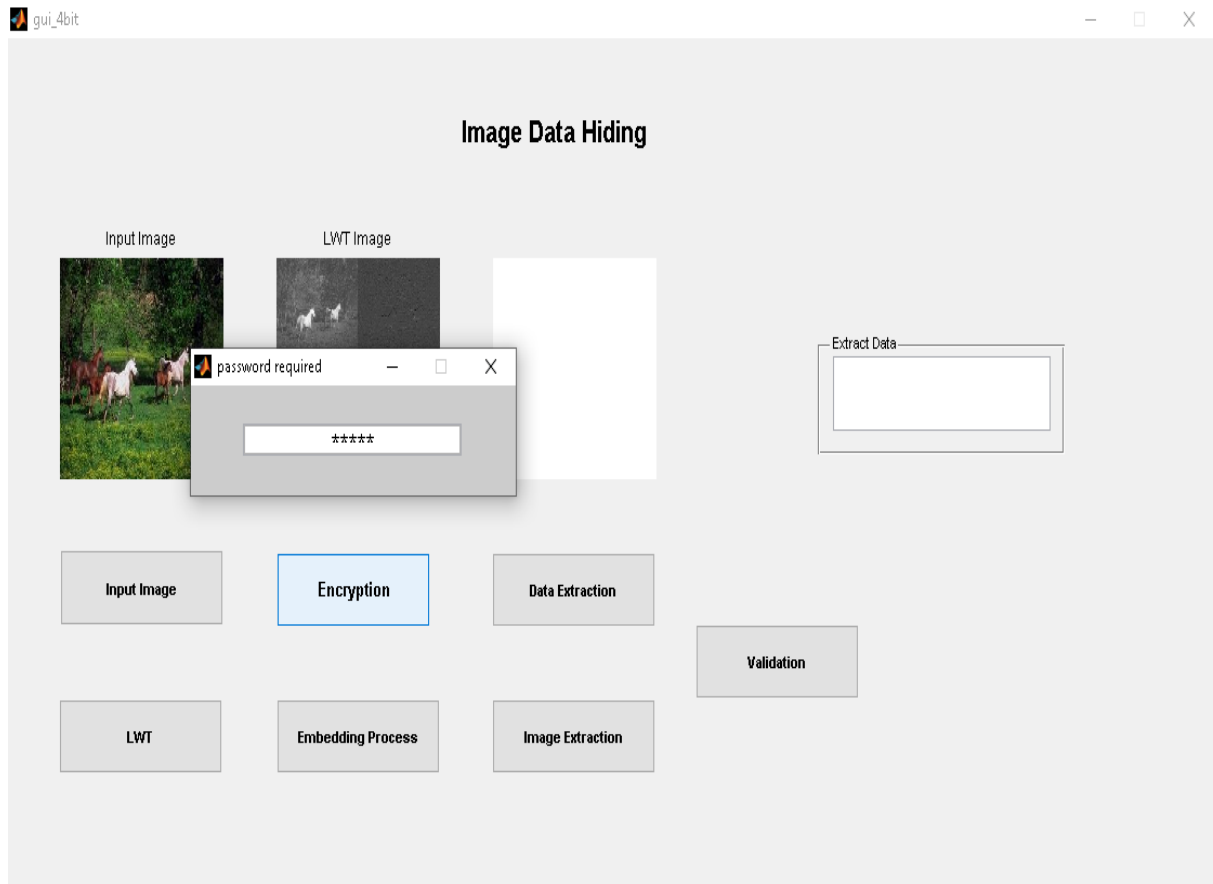 gui_4bit
Image Data Hiding
Input Image
LWT Image
Extract Data
password required
*****
Input Image
Encryption
Data Extraction
Validation
LWT
Embedding Process
Image Extraction